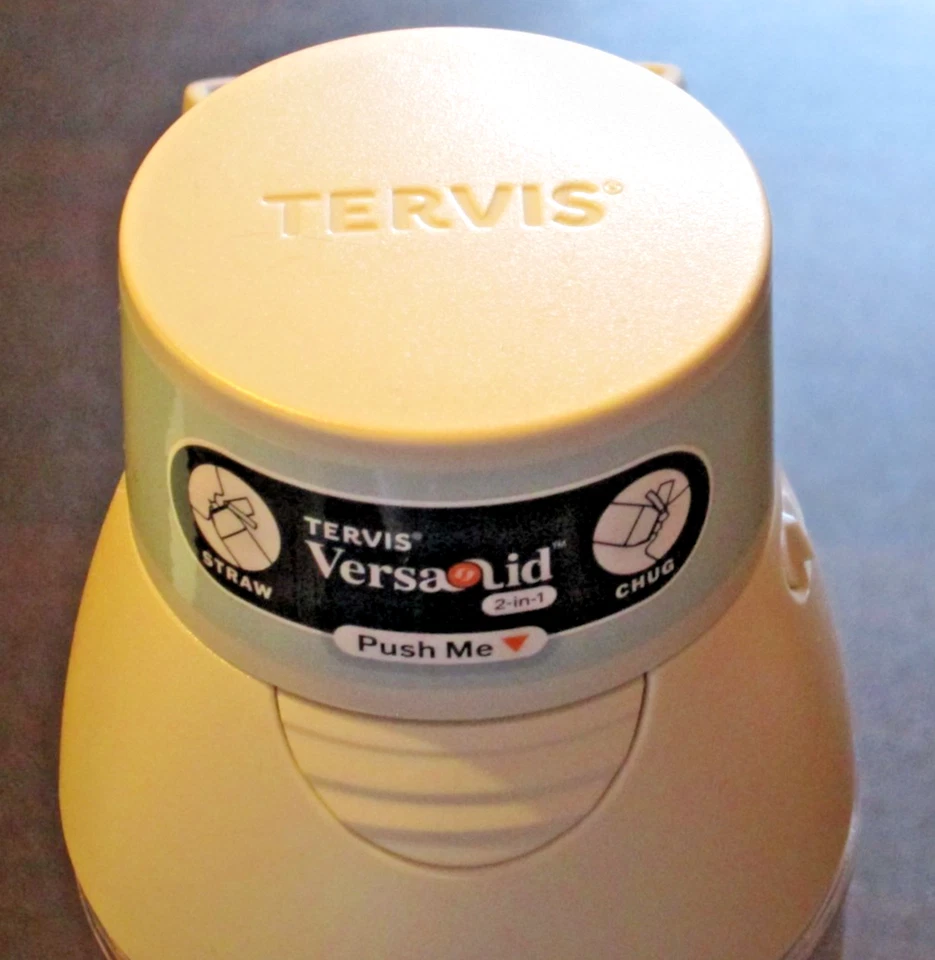 TERVIS®
TERVIS®
VersaLid™
2-in-1
STRAW
CHUG
Push Me